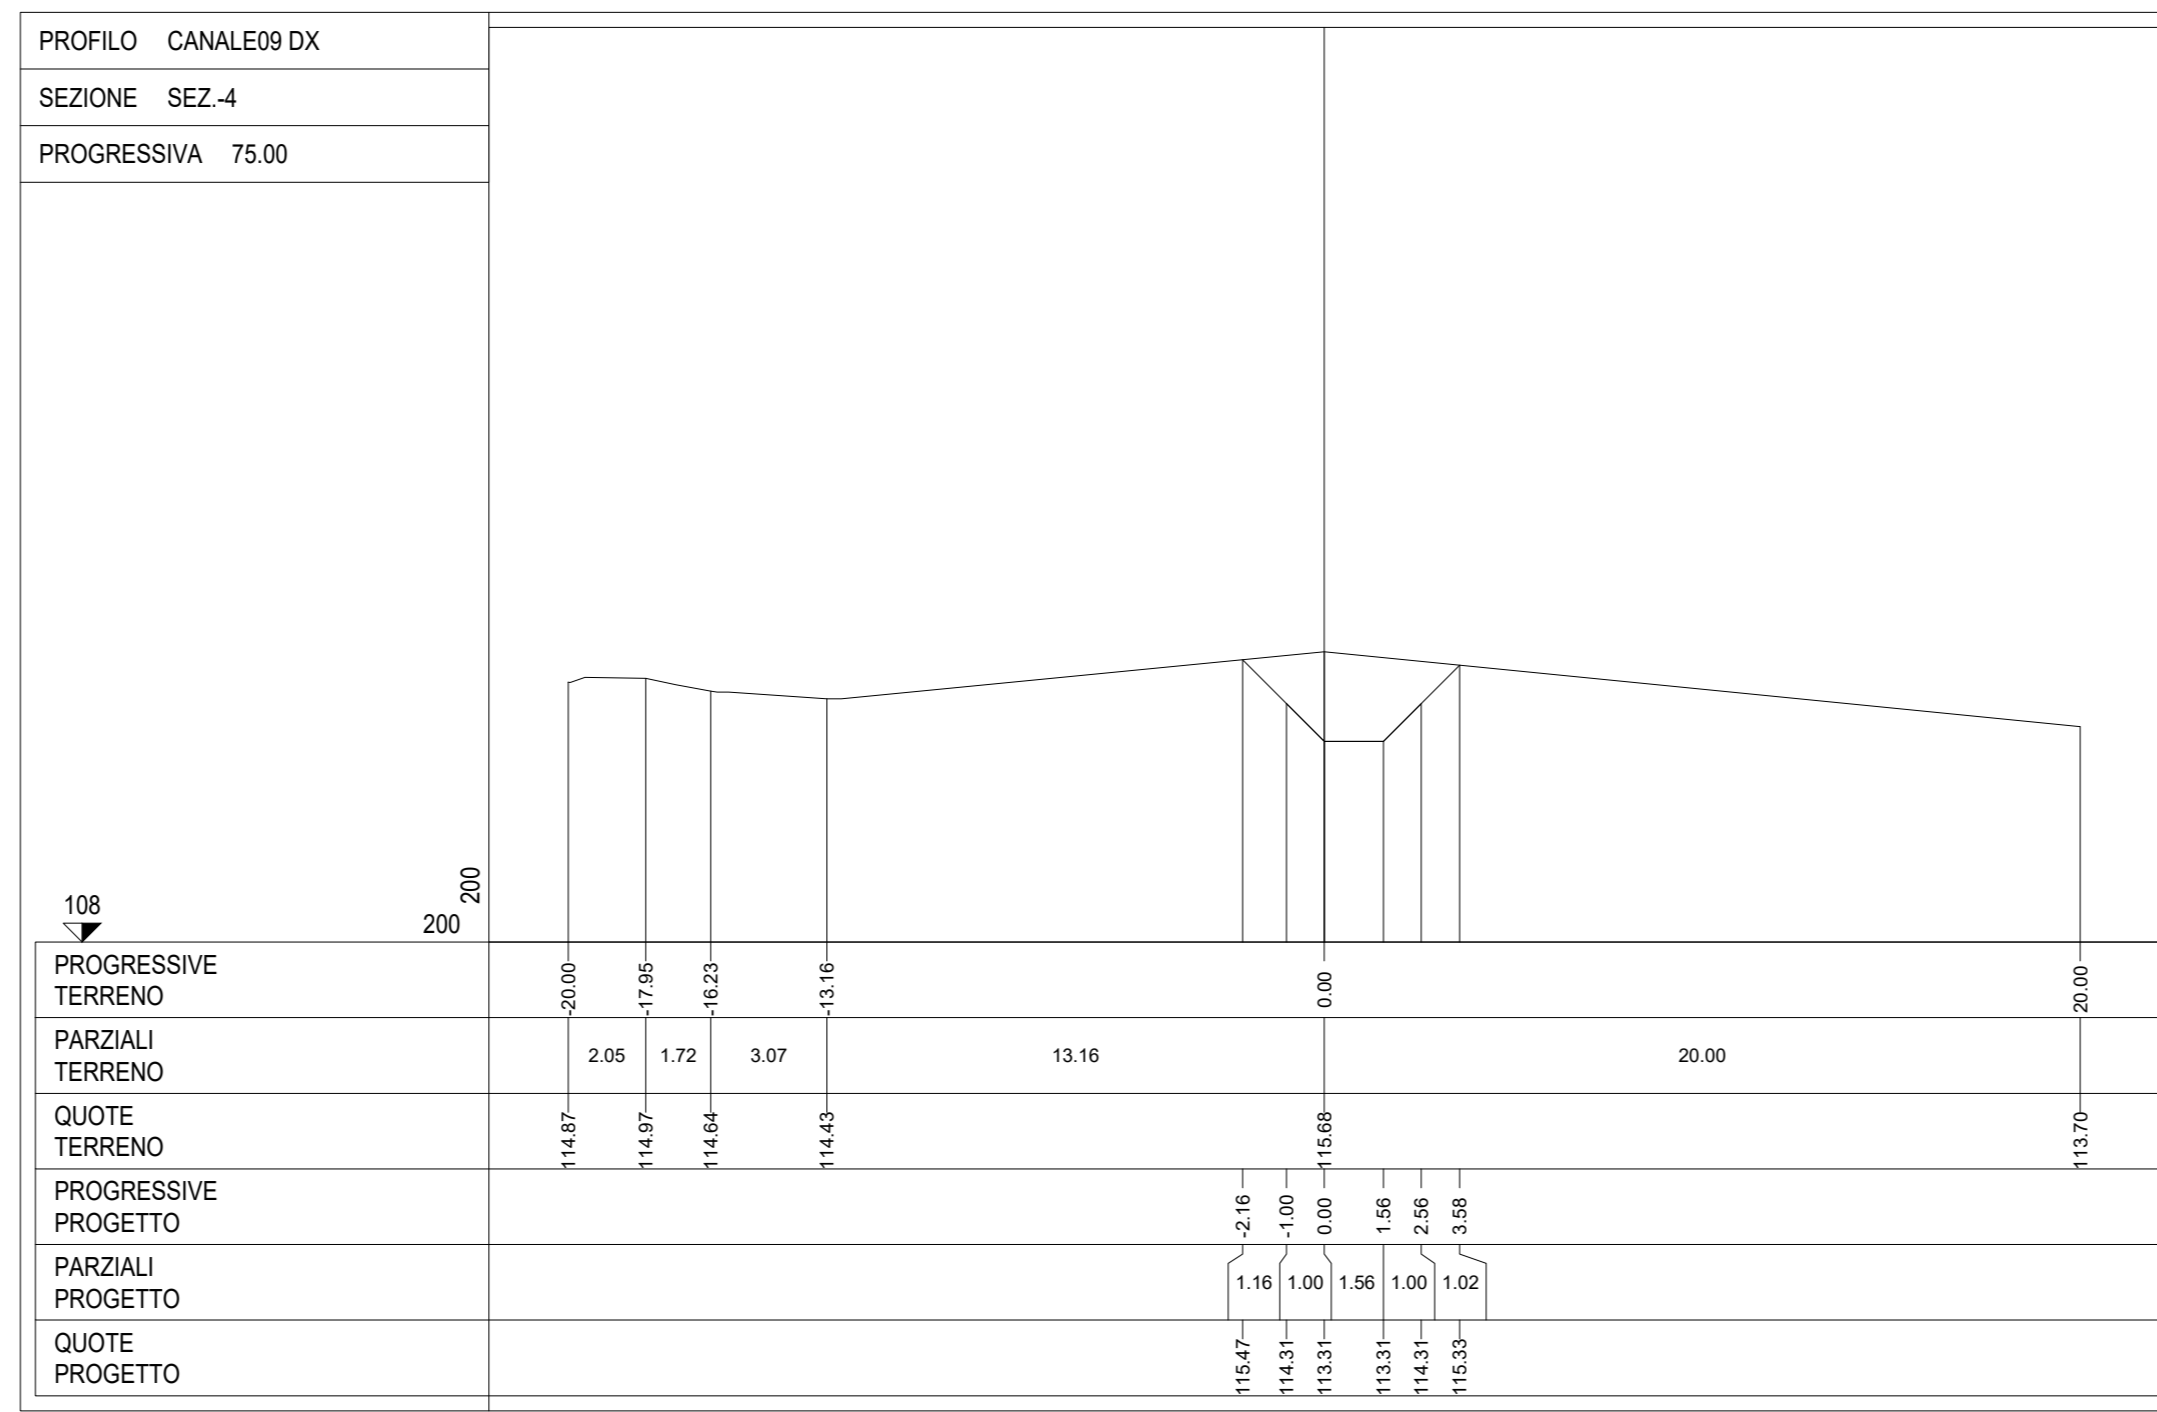 PROFILO CANALE09 DX
SEZIONE SEZ.-4
PROGRESSIVA 75.00
200
108
200
PROGRESSIVE
TERRENO
-20.00 -17.95 -16.23 -13.16 0.00 20.00
PARZIALI
TERRENO
2.05 1.72 3.07 13.16 20.00
QUOTE
TERRENO
114.87 114.97 114.64 114.43 115.68 113.70
PROGRESSIVE
PROGETTO
-2.16 -1.00 0.00 1.56 2.56 3.58
PARZIALI
PROGETTO
1.16 1.00 1.56 1.00 1.02
QUOTE
PROGETTO
115.47 114.31 113.31 113.31 114.31 115.33